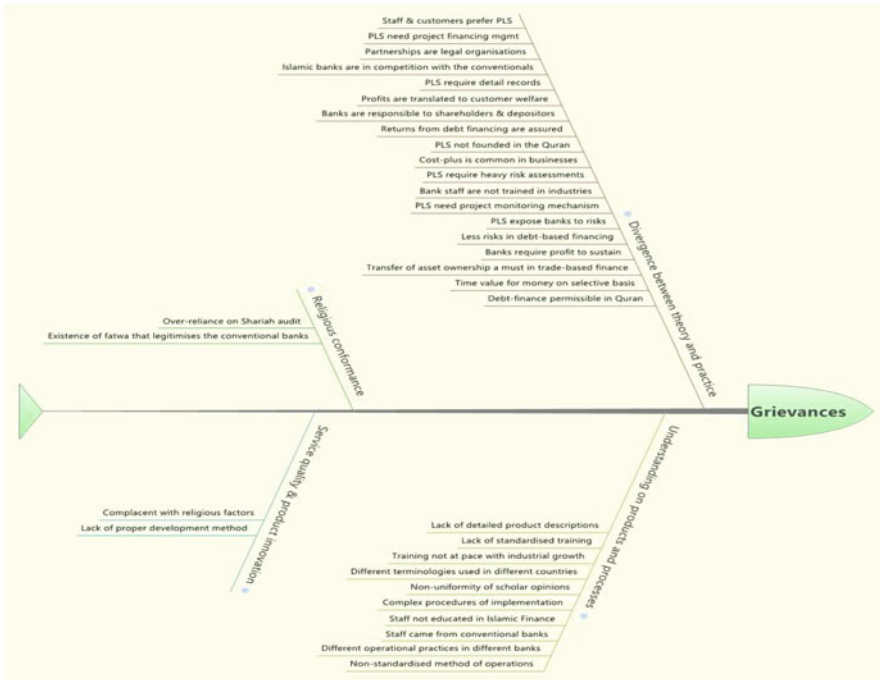 Staff & customers prefer PLS
PLS need project financing mgmt
Partnerships are legal organisations
Islamic banks are in competition with the conventionals
PLS require detail records
Profits are translated to customer welfare
Banks are responsible to shareholders & depositors
Returns from debt financing are assured
PLS not founded in the Quran
Cost-plus is common in businesses
PLS require heavy risk assessments
Bank staff are not trained in industries
PLS need project monitoring mechanism
PLS expose banks to risks
Less risks in debt-based financing
Banks require profit to sustain
Transfer of asset ownership a must in trade-based finance
Time value for money on selective basis
Debt-finance permissible in Quran
Divergence between theory and practice
Over-reliance on Shariah audit
Existence of fatwa that legitimises the conventional banks
Religious conformance
Grievances
Complacent with religious factors
Lack of proper development method
Service quality & product innovation
Lack of detailed product descriptions
Lack of standardised training
Training not at pace with industrial growth
Different terminologies used in different countries
Non-uniformity of scholar opinions
Complex procedures of implementation
Staff not educated in Islamic Finance
Staff came from conventional banks
Different operational practices in different banks
Non-standardised method of operations
Understanding on products and processes